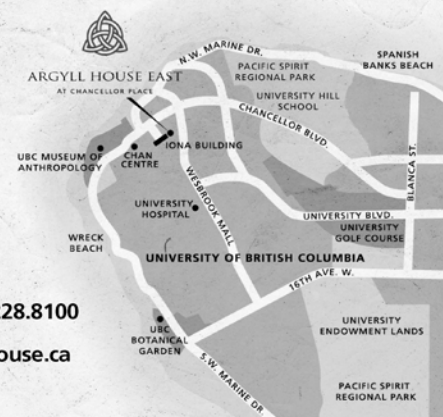 ARGYLL HOUSE EAST
AT CHANCELLOR PLACE
N.W. MARINE DR.
SPANISH
BANKS BEACH
PACIFIC SPIRIT
REGIONAL PARK
UNIVERSITY HILL
SCHOOL
CHANCELLOR BLVD.
IONA BUILDING
UBC MUSEUM OF
ANTHROPOLOGY
CHAN
CENTRE
WESBROOK MALL
BLANCA ST.
UNIVERSITY
HOSPITAL
UNIVERSITY BLVD.
UNIVERSITY
GOLF COURSE
WRECK
BEACH
UNIVERSITY OF BRITISH COLUMBIA
16TH AVE. W.
28.8100
UBC
BOTANICAL
GARDEN
UNIVERSITY
ENDOWMENT LANDS
ouse.ca
S.W. MARINE DR.
PACIFIC SPIRIT
REGIONAL PARK